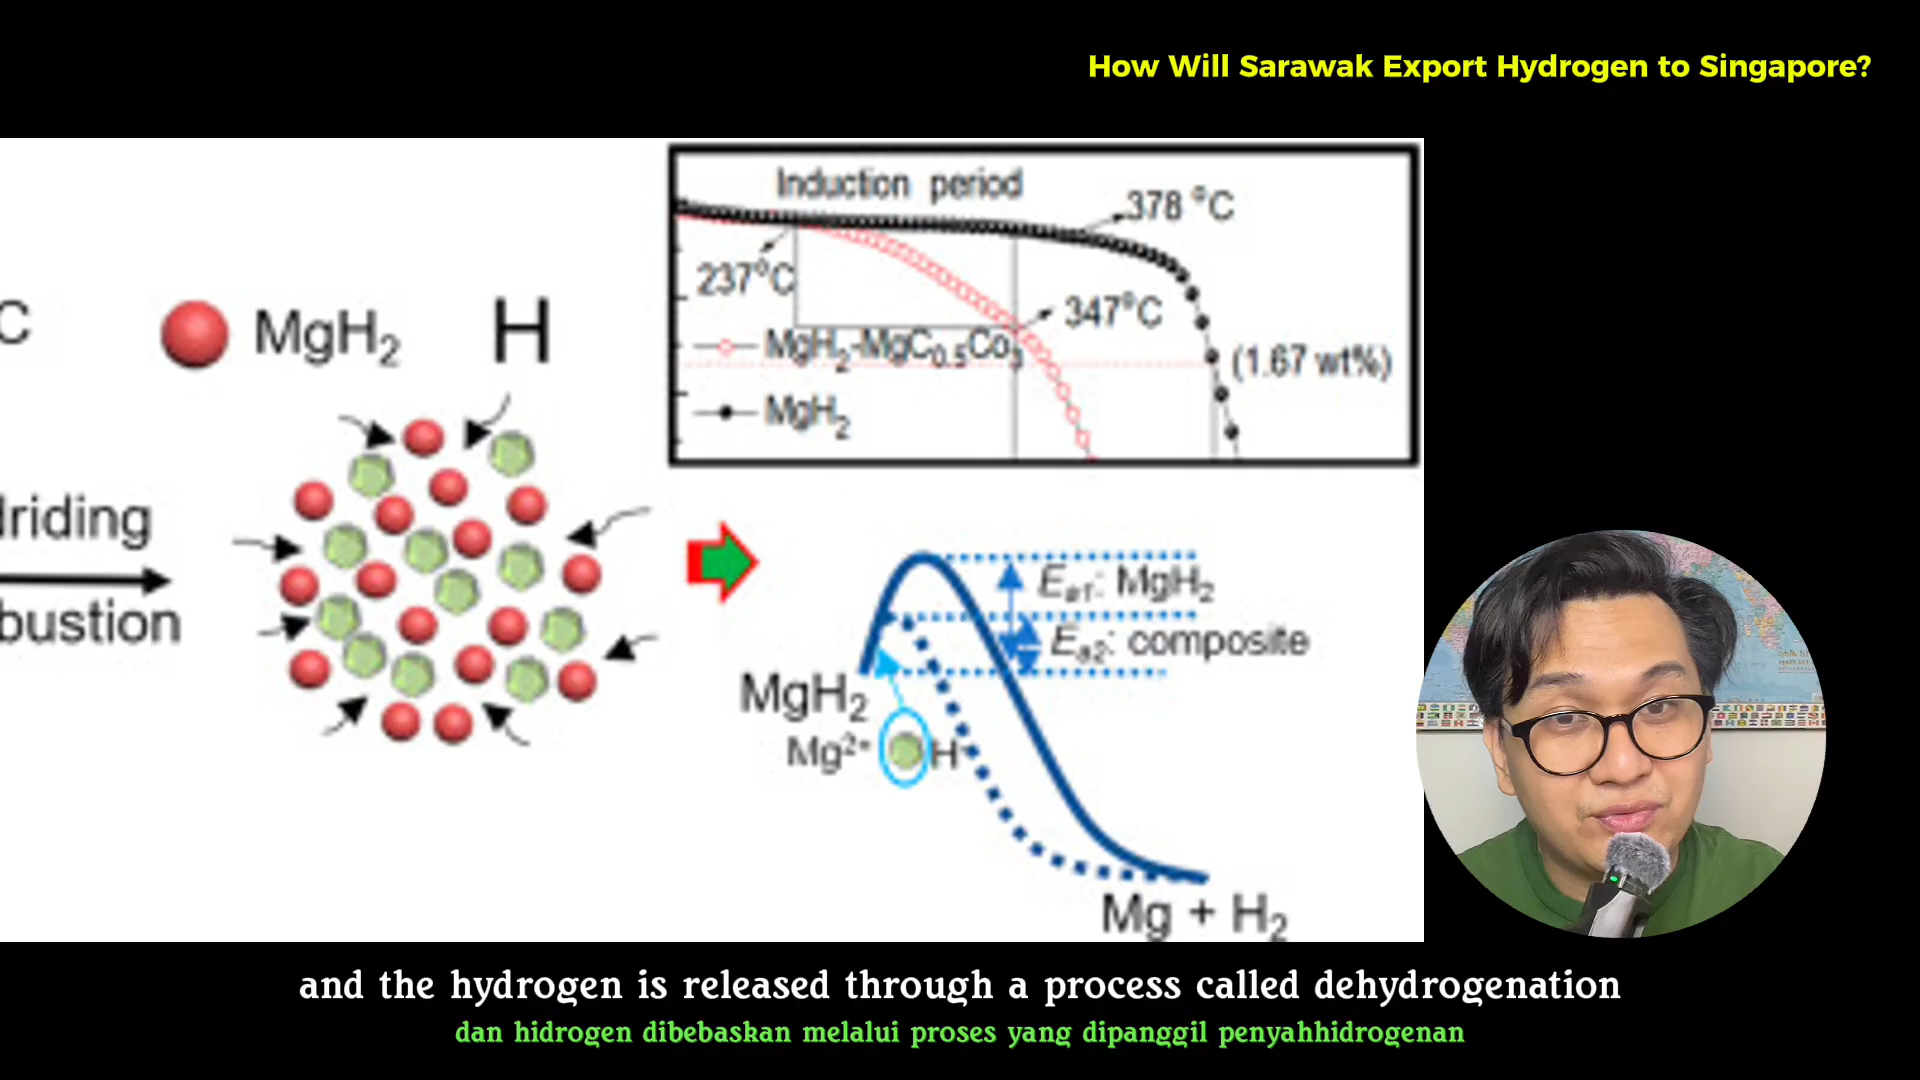 How Will Sarawak Export Hydrogen to Singapore?
Induction period
378 °C
237°C
347°C
MgH₂-MgC₀.₅Co₃
(1.67 wt%)
MgH₂
C
MgH₂
H
driding
bustion
Eₐ₁: MgH₂
Eₐ₂: composite
MgH₂
Mg²⁺
H⁻
Mg + H₂
and the hydrogen is released through a process called dehydrogenation
dan hidrogen dibebaskan melalui proses yang dipanggil penyahhidrogenan